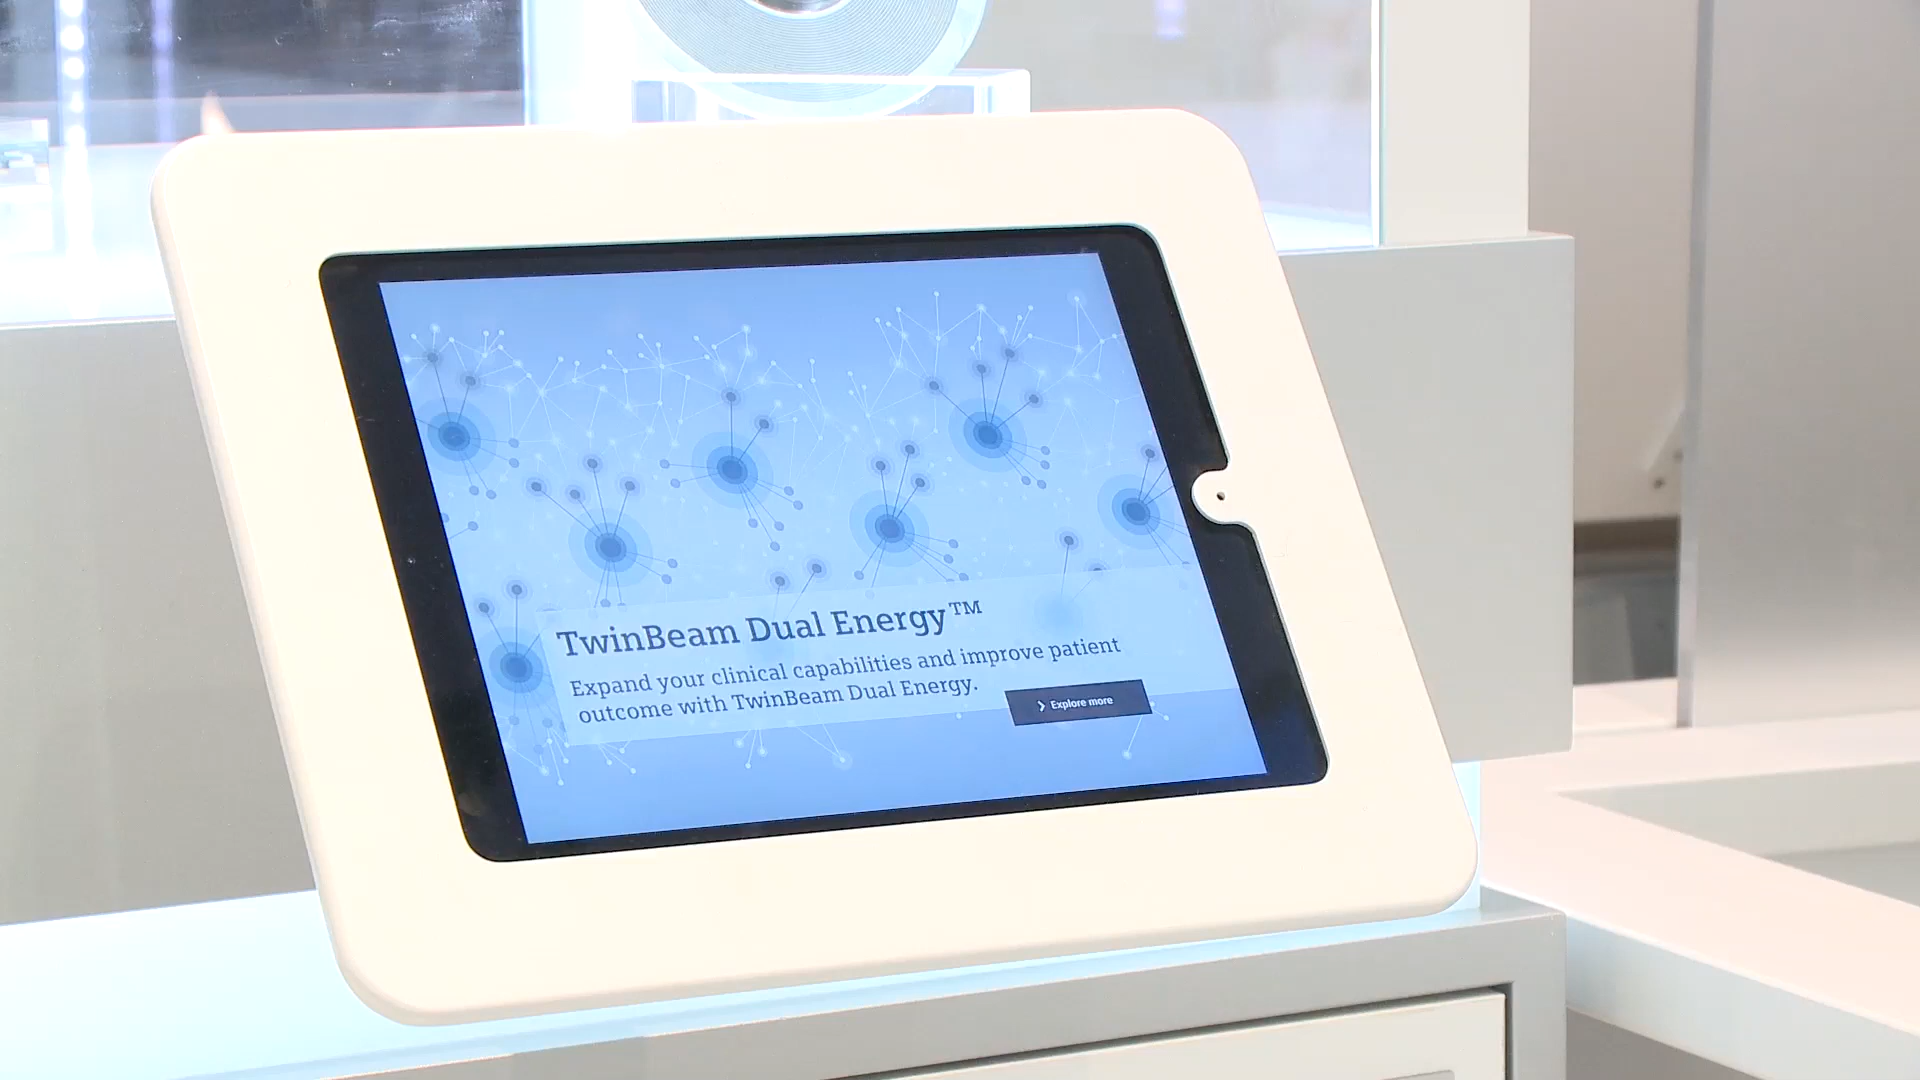 TwinBeam Dual Energy™
Expand your clinical capabilities and improve patient
outcome with TwinBeam Dual Energy.
Explore more